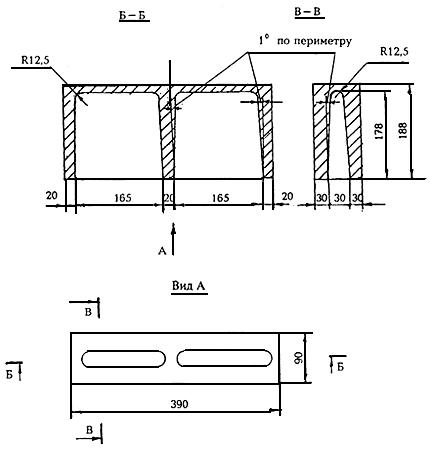 Б–Б
В–В
1° по периметру
R12,5
R12,5
178
188
20
165
20
165
20
30
30
30
А
Вид А
В
Б
90
Б
390
В